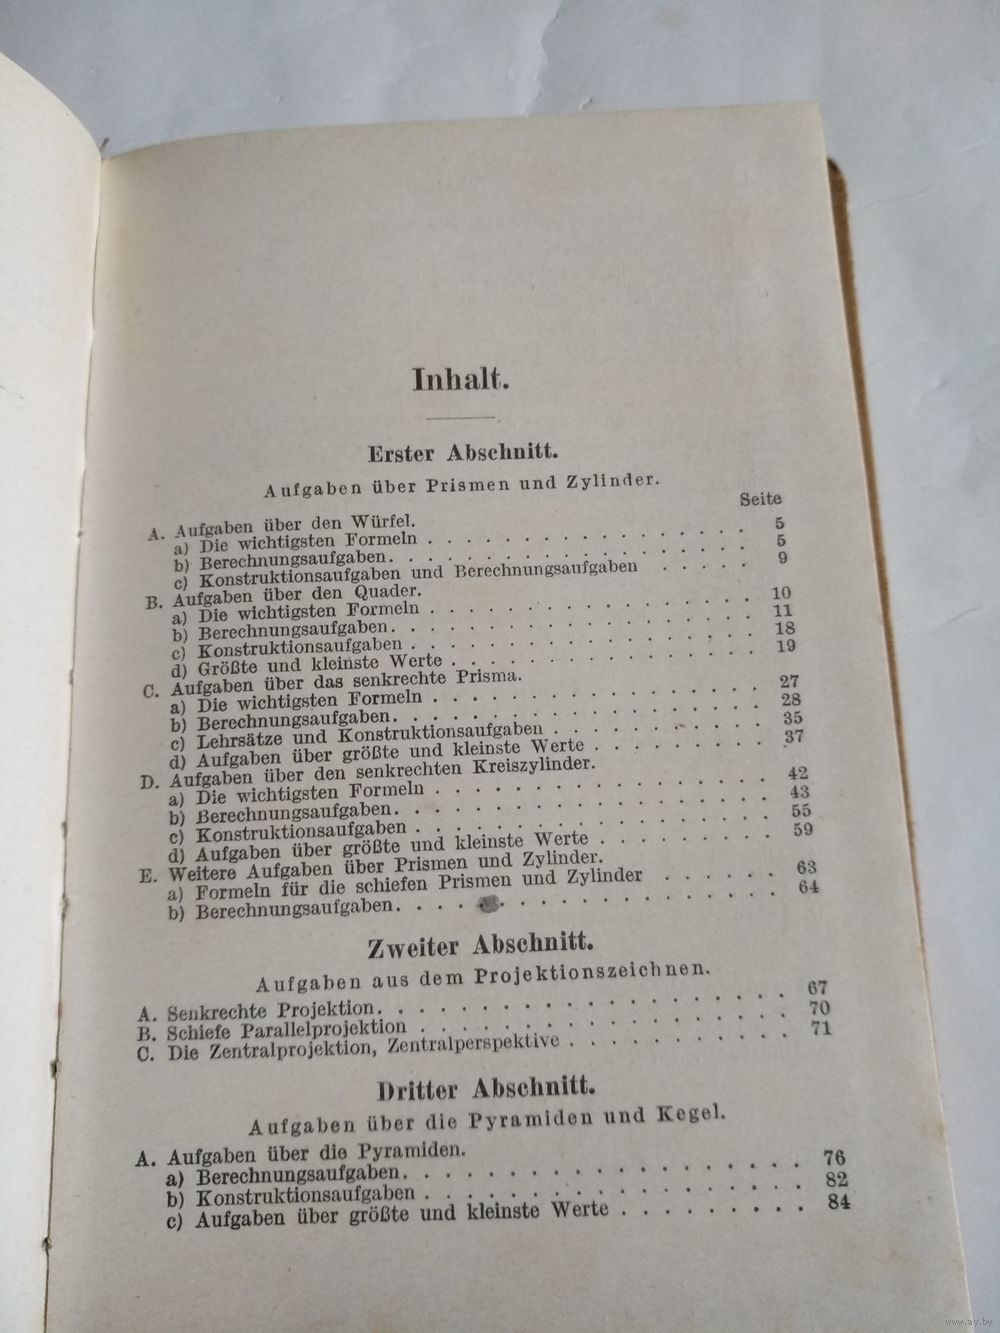 Inhalt.
Erster Abschnitt.
Aufgaben über Prismen und Zylinder.
Seite
A. Aufgaben über den Würfel.
a) Die wichtigsten Formeln . . . . . . . . . . . . . . . . 5
b) Berechnungsaufgaben. . . . . . . . . . . . . . . . . . 5
c) Konstruktionsaufgaben und Berechnungsaufgaben . . . . . 9
B. Aufgaben über den Quader.
a) Die wichtigsten Formeln . . . . . . . . . . . . . . . . 10
b) Berechnungsaufgaben. . . . . . . . . . . . . . . . . . 11
c) Konstruktionsaufgaben . . . . . . . . . . . . . . . . . 18
d) Größte und kleinste Werte . . . . . . . . . . . . . . . 19
C. Aufgaben über das senkrechte Prisma.
a) Die wichtigsten Formeln . . . . . . . . . . . . . . . . 27
b) Berechnungsaufgaben. . . . . . . . . . . . . . . . . . 28
c) Lehrsätze und Konstruktionsaufgaben . . . . . . . . . . 35
d) Aufgaben über größte und kleinste Werte . . . . . . . . 37
D. Aufgaben über den senkrechten Kreiszylinder.
a) Die wichtigsten Formeln . . . . . . . . . . . . . . . . 42
b) Berechnungsaufgaben. . . . . . . . . . . . . . . . . . 43
c) Konstruktionsaufgaben . . . . . . . . . . . . . . . . . 55
d) Aufgaben über größte und kleinste Werte . . . . . . . . 59
E. Weitere Aufgaben über Prismen und Zylinder.
a) Formeln für die schiefen Prismen und Zylinder . . . . . . 63
b) Berechnungsaufgaben. . . . . . . . . . . . . . . . . . 64
Zweiter Abschnitt.
Aufgaben aus dem Projektionszeichnen.
A. Senkrechte Projektion. . . . . . . . . . . . . . . . . . . 67
B. Schiefe Parallelprojektion . . . . . . . . . . . . . . . . . 70
C. Die Zentralprojektion, Zentralperspektive . . . . . . . . . . 71
Dritter Abschnitt.
Aufgaben über die Pyramiden und Kegel.
A. Aufgaben über die Pyramiden.
a) Berechnungsaufgaben. . . . . . . . . . . . . . . . . . 76
b) Konstruktionsaufgaben . . . . . . . . . . . . . . . . . 82
c) Aufgaben über größte und kleinste Werte . . . . . . . . . 84
www.ay.by